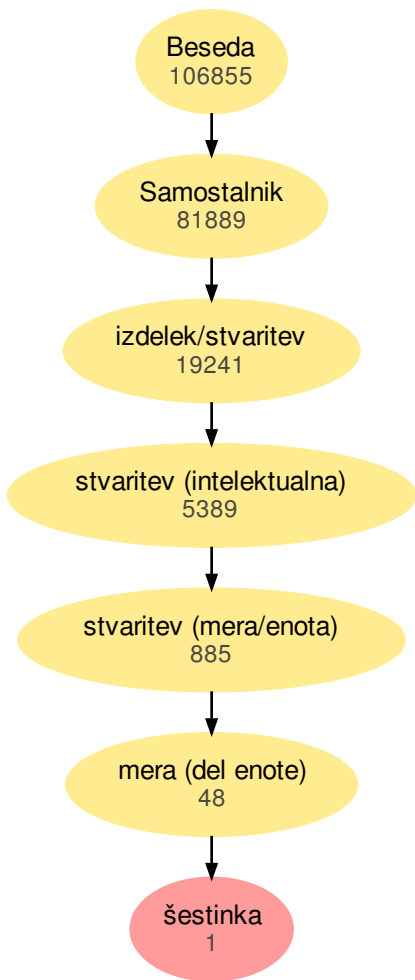 Beseda
106855
Samostalnik
81889
izdelek/stvaritev
19241
stvaritev (intelektualna)
5389
stvaritev (mera/enota)
885
mera (del enote)
48
šestinka
1